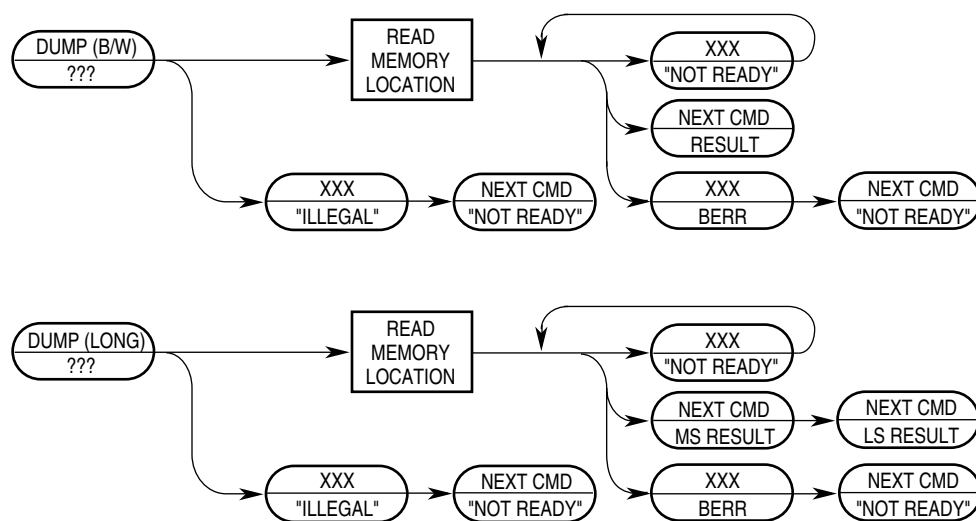 DUMP (B/W)
???
READ
MEMORY
LOCATION
XXX
"NOT READY"
NEXT CMD
RESULT
XXX
"ILLEGAL"
NEXT CMD
"NOT READY"
XXX
BERR
NEXT CMD
"NOT READY"
DUMP (LONG)
???
READ
MEMORY
LOCATION
XXX
"NOT READY"
NEXT CMD
MS RESULT
NEXT CMD
LS RESULT
XXX
"ILLEGAL"
NEXT CMD
"NOT READY"
XXX
BERR
NEXT CMD
"NOT READY"